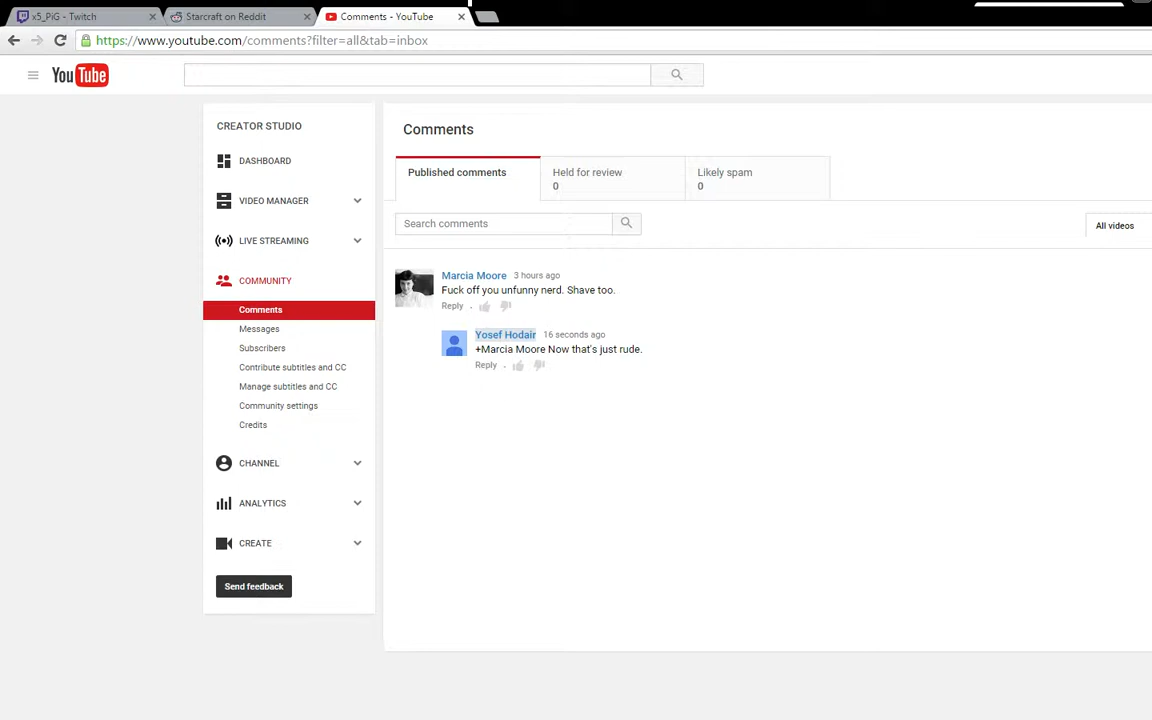 x5_PiG - Twitch
Starcraft on Reddit
Comments - YouTube
https://www.youtube.com/comments?filter=all&tab=inbox
YouTube
CREATOR STUDIO
DASHBOARD
VIDEO MANAGER
LIVE STREAMING
COMMUNITY
Comments
Messages
Subscribers
Contribute subtitles and CC
Manage subtitles and CC
Community settings
Credits
CHANNEL
ANALYTICS
CREATE
Send feedback
Comments
Published comments
Held for review
0
Likely spam
0
Search comments
All videos
Marcia Moore 3 hours ago
Fuck off you unfunny nerd. Shave too.
Reply
Yosef Hodair 16 seconds ago
+Marcia Moore Now that's just rude.
Reply